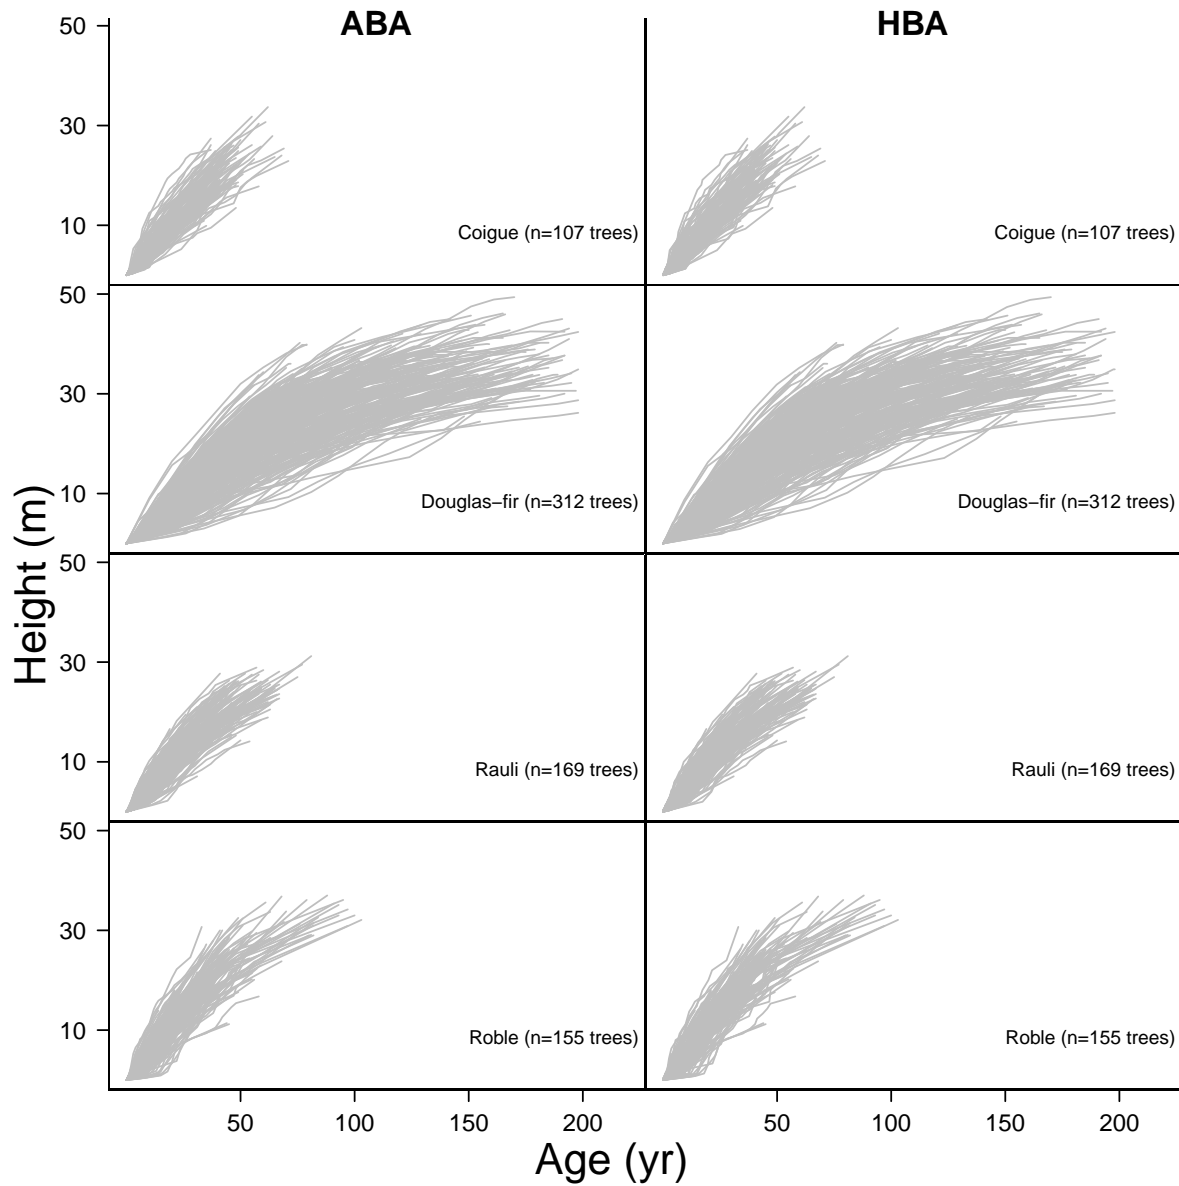 ABA HBA
50
30
10
Coigue (n=107 trees) Coigue (n=107 trees)
50
30
10
Douglas−fir (n=312 trees) Douglas−fir (n=312 trees)
Height (m)
50
30
10
Rauli (n=169 trees) Rauli (n=169 trees)
50
30
10
Roble (n=155 trees) Roble (n=155 trees)
50 100 150 200 50 100 150 200
Age (yr)